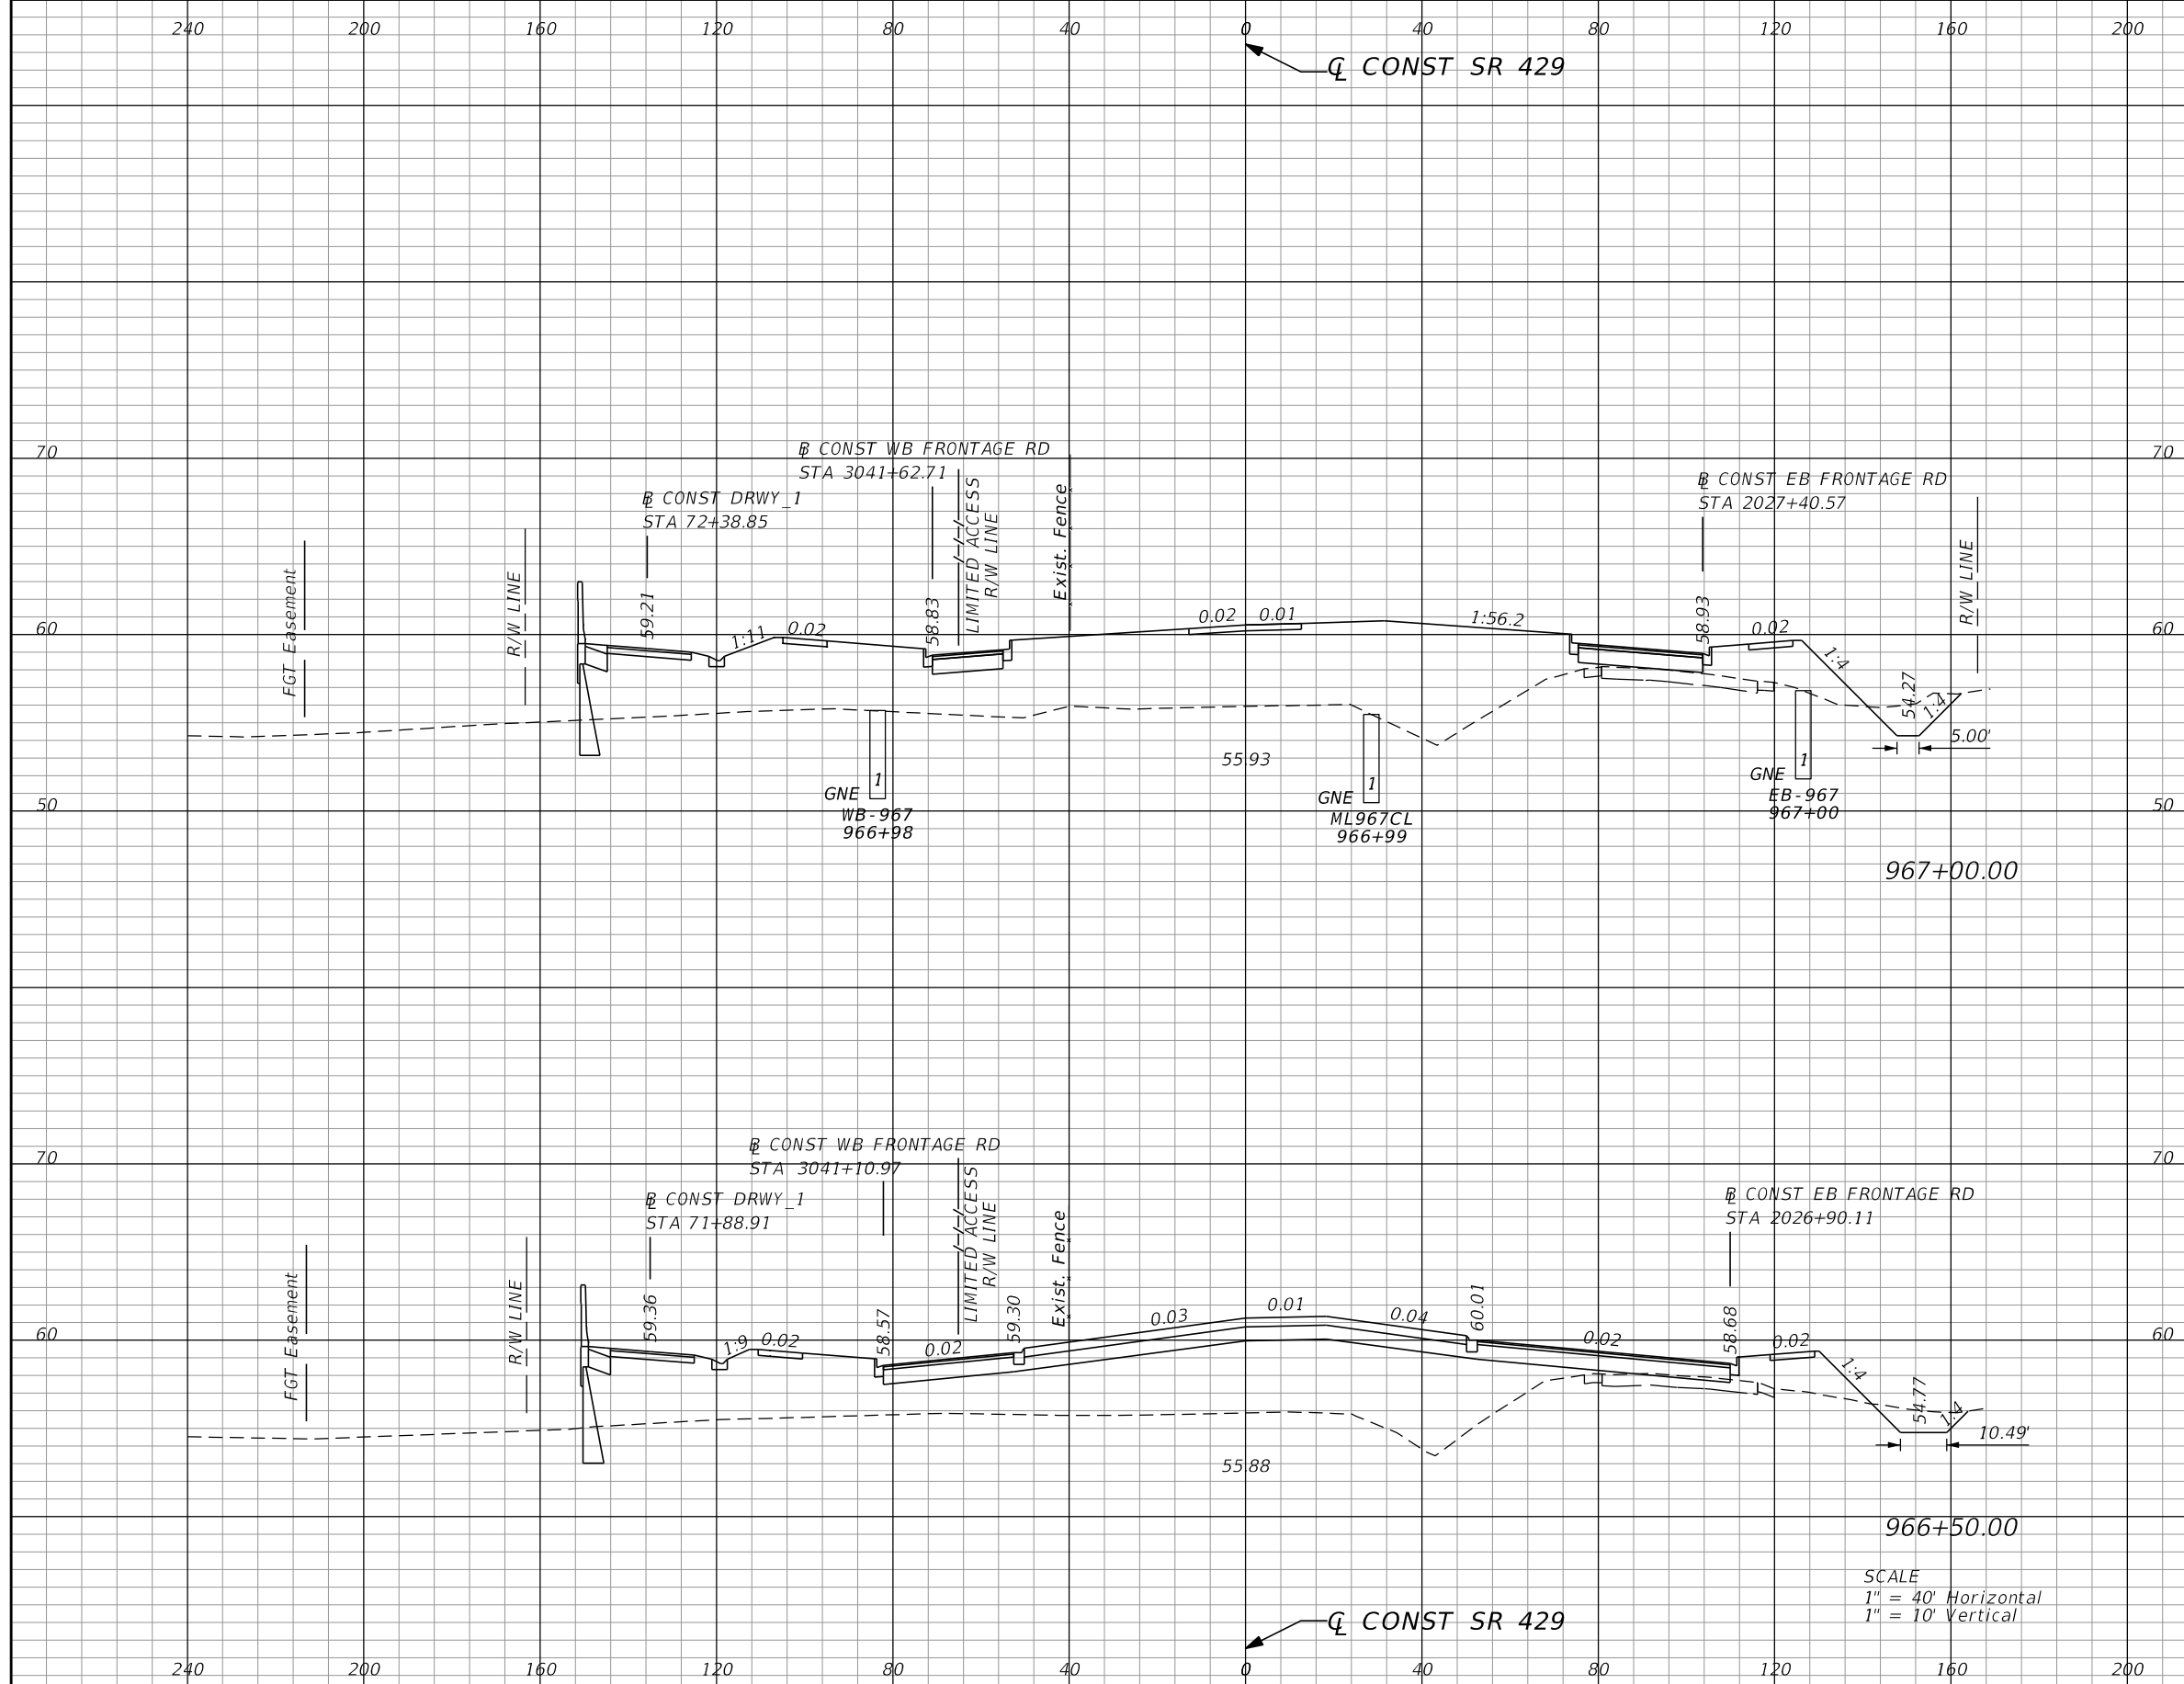 240 200 160 120 80 40 0 40 80 120 160 200
℄ CONST SR 429
70 70
BL CONST WB FRONTAGE RD
STA 3041+62.71
BL CONST DRWY_1
STA 72+38.85
BL CONST EB FRONTAGE RD
STA 2027+40.57
FGT Easement
R/W LINE
59.21
58.83
LIMITED ACCESS
R/W LINE
Exist. Fence
58.93
R/W LINE
60 60
1:11 0.02 0.02 0.01 1:56.2 0.02
1:4
54.27
1:4
5.00'
55.93
1
GNE
WB-967
966+98
1
GNE
ML967CL
966+99
1
GNE
EB-967
967+00
50 50
967+00.00
70 70
BL CONST WB FRONTAGE RD
STA 3041+10.97
BL CONST DRWY_1
STA 71+88.91
BL CONST EB FRONTAGE RD
STA 2026+90.11
FGT Easement
R/W LINE
59.36
58.57
LIMITED ACCESS
R/W LINE
59.30
Exist. Fence
60.01
58.68
60 60
1:9 0.02 0.02 0.03 0.01 0.04 0.02 0.02
1:4
54.77
1:4
10.49'
55.88
966+50.00
SCALE
1" = 40' Horizontal
1" = 10' Vertical
℄ CONST SR 429
240 200 160 120 80 40 0 40 80 120 160 200